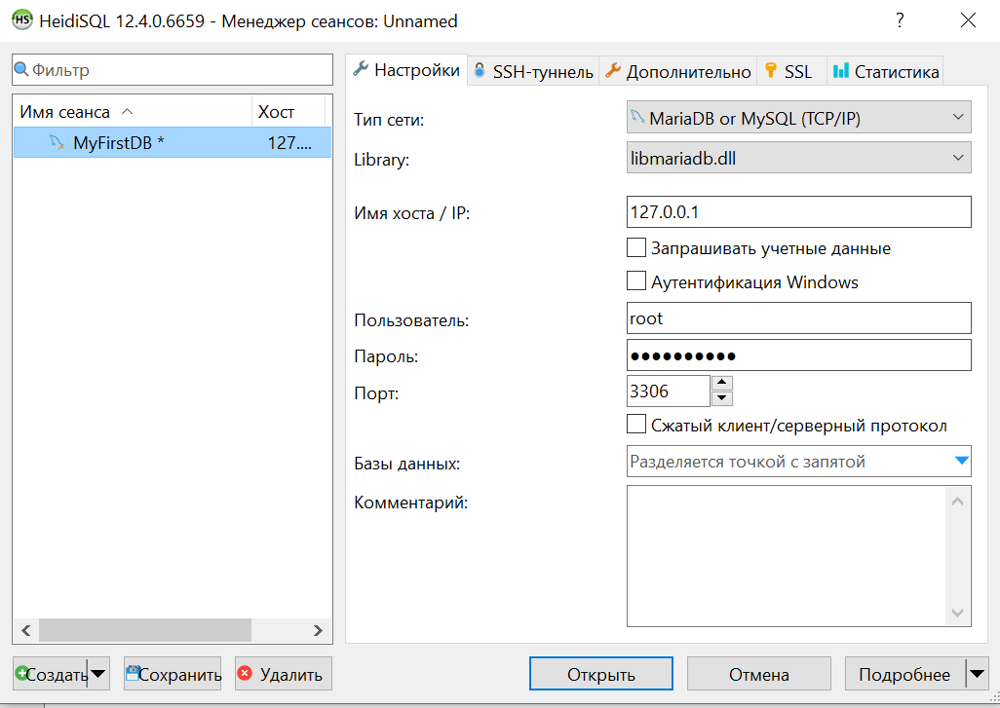 HS HeidiSQL 12.4.0.6659 - Менеджер сеансов: Unnamed ?
Фильтр
Имя сеанса Хост
MyFirstDB * 127....
Настройки SSH-туннель Дополнительно SSL Статистика
Тип сети: MariaDB or MySQL (TCP/IP)
Library: libmariadb.dll
Имя хоста / IP: 127.0.0.1
Запрашивать учетные данные
Аутентификация Windows
Пользователь: root
Пароль: ●●●●●●●●●●
Порт: 3306
Сжатый клиент/серверный протокол
Базы данных: Разделяется точкой с запятой
Комментарий:
Создать Сохранить Удалить Открыть Отмена Подробнее